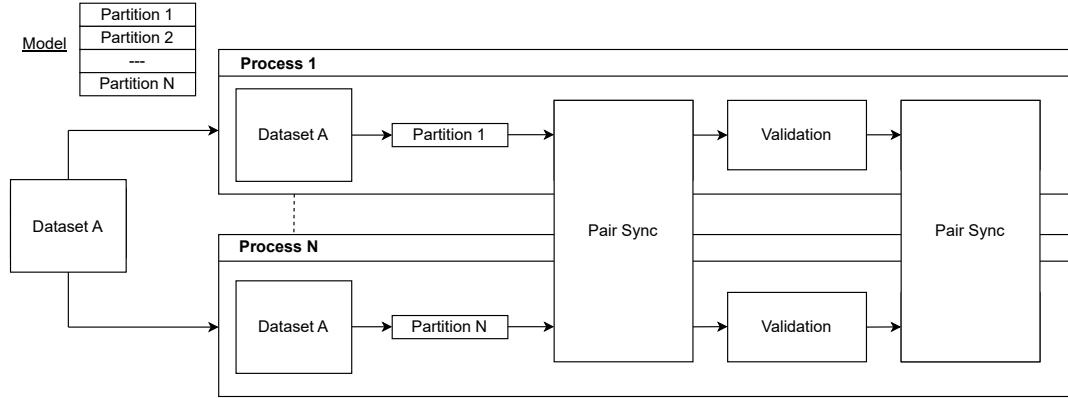 Model
Partition 1
Partition 2
---
Partition N
Process 1
Dataset A
Partition 1
Pair Sync
Validation
Pair Sync
Dataset A
Process N
Dataset A
Partition N
Validation